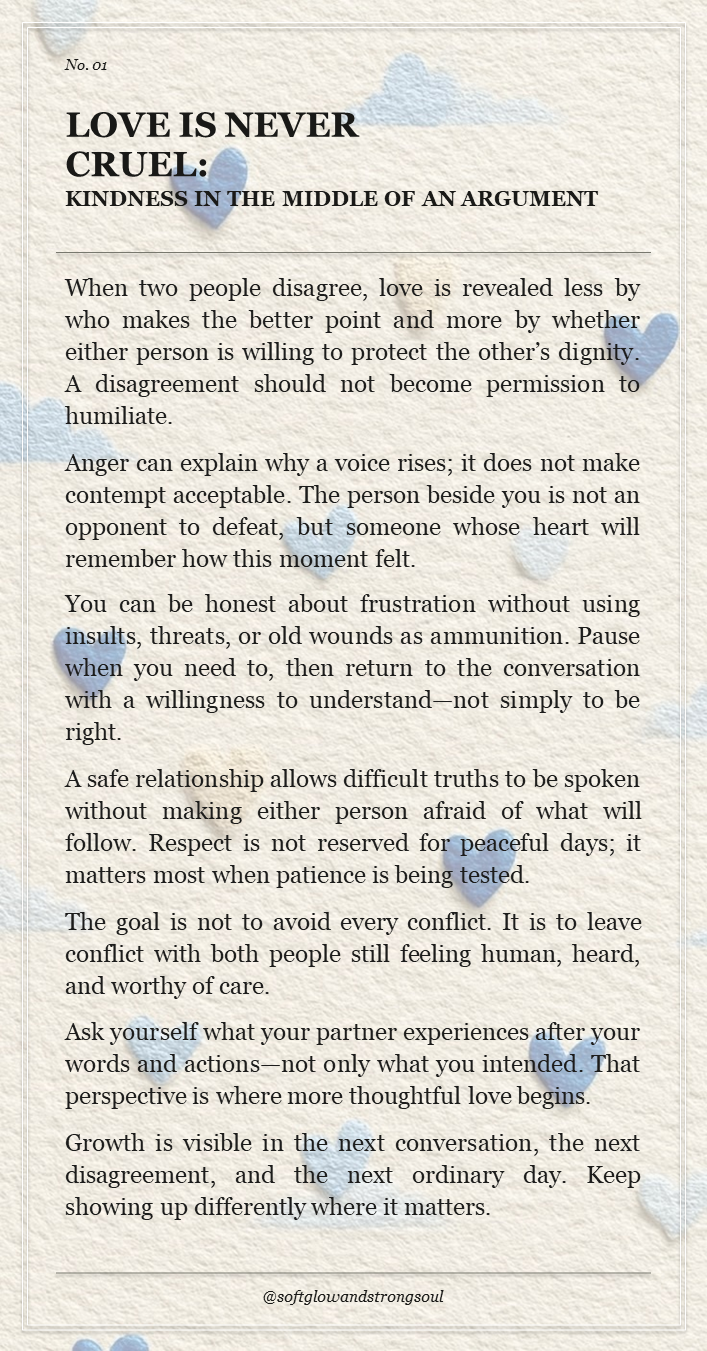 No. 01
LOVE IS NEVER
CRUEL:
KINDNESS IN THE MIDDLE OF AN ARGUMENT
When two people disagree, love is revealed less by
who makes the better point and more by whether
either person is willing to protect the other’s dignity.
A disagreement should not become permission to
humiliate.
Anger can explain why a voice rises; it does not make
contempt acceptable. The person beside you is not an
opponent to defeat, but someone whose heart will
remember how this moment felt.
You can be honest about frustration without using
insults, threats, or old wounds as ammunition. Pause
when you need to, then return to the conversation
with a willingness to understand—not simply to be
right.
A safe relationship allows difficult truths to be spoken
without making either person afraid of what will
follow. Respect is not reserved for peaceful days; it
matters most when patience is being tested.
The goal is not to avoid every conflict. It is to leave
conflict with both people still feeling human, heard,
and worthy of care.
Ask yourself what your partner experiences after your
words and actions—not only what you intended. That
perspective is where more thoughtful love begins.
Growth is visible in the next conversation, the next
disagreement, and the next ordinary day. Keep
showing up differently where it matters.
@softglowandstrongsoul